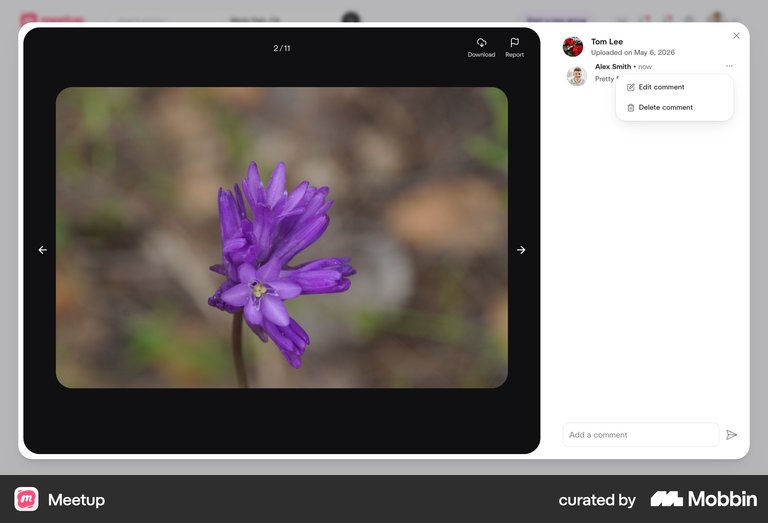 2 / 11
Download
Report
Tom Lee
Uploaded on May 6, 2026
Alex Smith • now
Pretty
Edit comment
Delete comment
Add a comment
m
Meetup
curated by
Mobbin